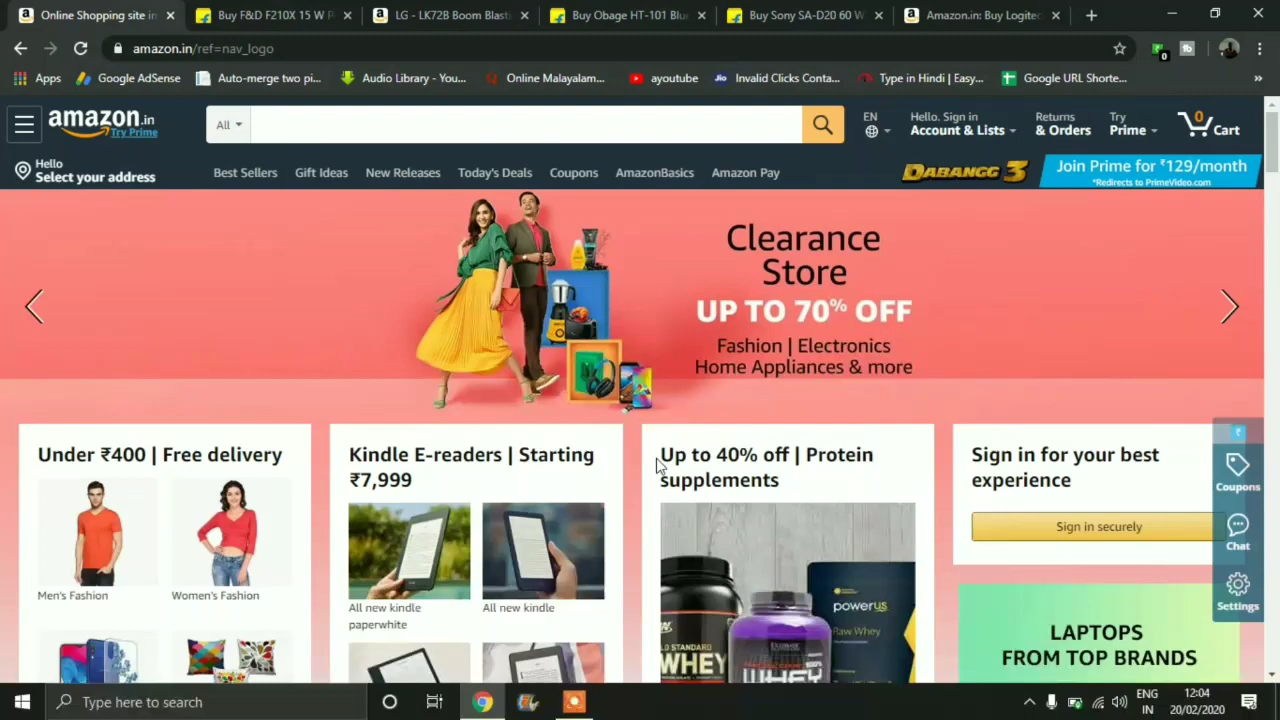 Online Shopping site in
Buy F&D F210X 15 W
LG - LK72B Boom Blasti
Buy Obage HT-101 Blu
Buy Sony SA-D20 60 W
Amazon.in: Buy Logitec
amazon.in/ref=nav_logo
0
Apps
Google AdSense
Auto-merge two pi...
Audio Library - You...
Online Malayalam...
ayoutube
Jio
Invalid Clicks Conta...
Type in Hindi | Easy...
Google URL Shorte...
amazon.in
Try Prime
All
EN
Hello. Sign in
Account & Lists
Returns
& Orders
Try
Prime
0
Cart
Hello
Select your address
Best Sellers
Gift Ideas
New Releases
Today's Deals
Coupons
AmazonBasics
Amazon Pay
DABANGG 3
Join Prime for ₹129/month
*Redirects to PrimeVideo.com
Clearance
Store
UP TO 70% OFF
Fashion | Electronics
Home Appliances & more
Under ₹400 | Free delivery
Men's Fashion
Women's Fashion
Kindle E-readers | Starting
₹7,999
All new kindle
paperwhite
All new kindle
Up to 40% off | Protein
supplements
powerus
Raw Whey
WHEY
WHEY
Sign in for your best
experience
Sign in securely
₹
Coupons
Chat
Settings
LAPTOPS
FROM TOP BRANDS
Type here to search
ENG
IN
12:04
20/02/2020